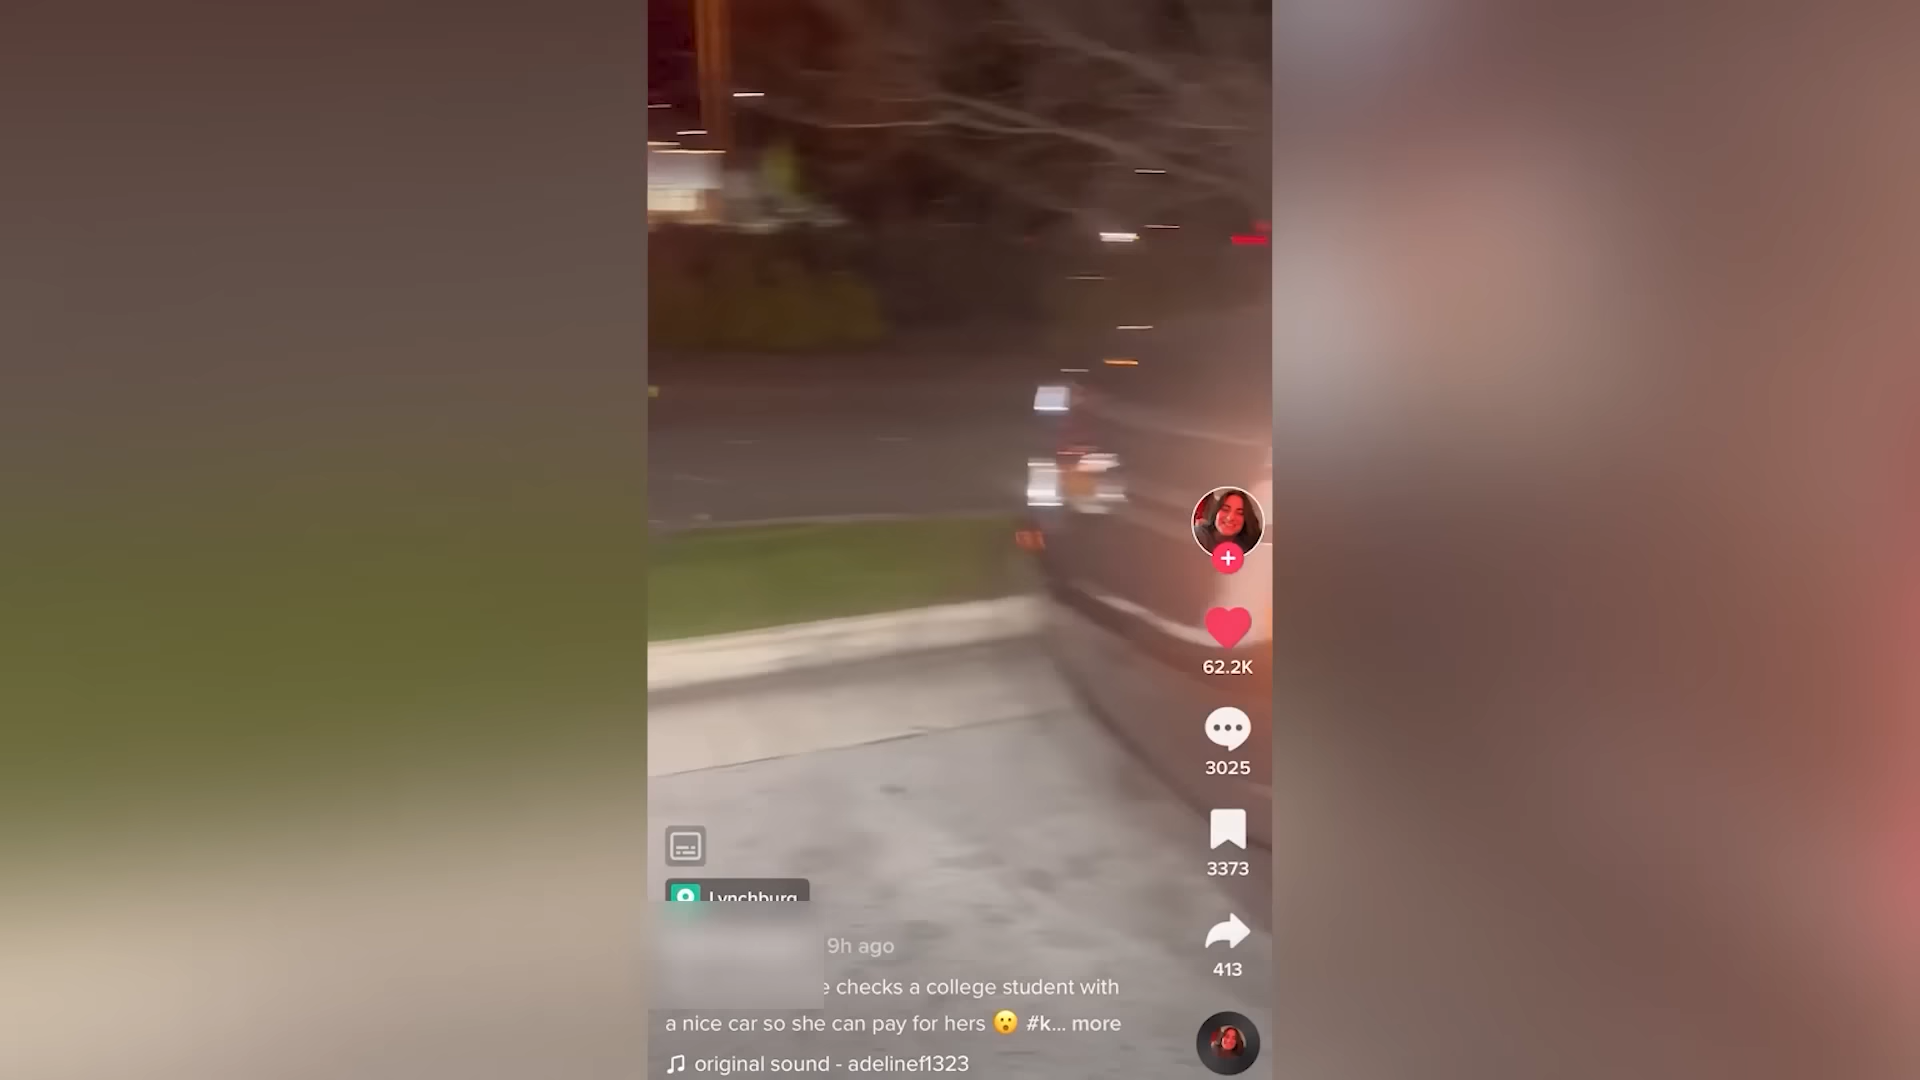 62.2K
3025
3373
413
Lynchburg
9h ago
checks a college student with
a nice car so she can pay for hers 😮 #k... more
original sound - adelinef1323